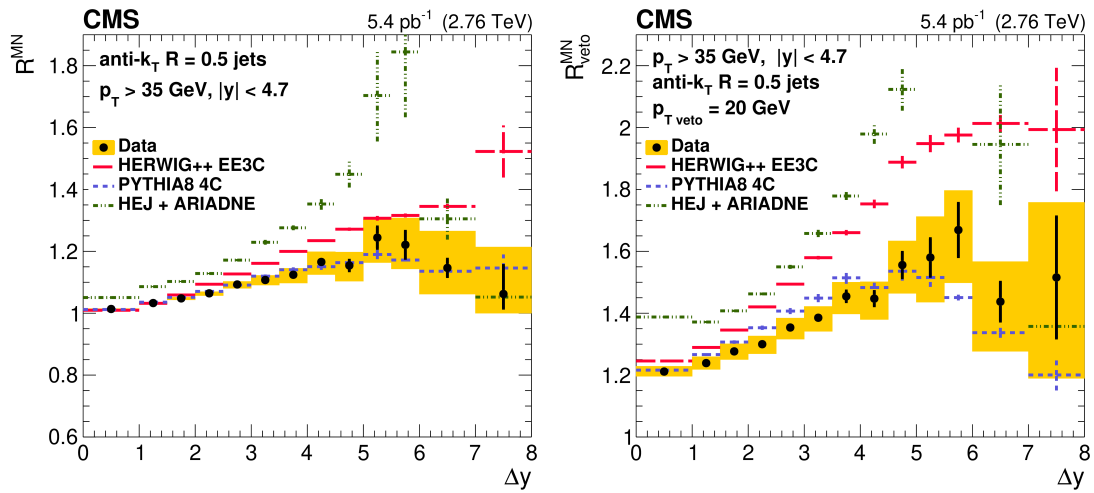 CMS
5.4 pb⁻¹ (2.76 TeV)
R^MN
anti-k_T R = 0.5 jets
p_T > 35 GeV, |y| < 4.7
Data
HERWIG++ EE3C
PYTHIA8 4C
HEJ + ARIADNE
1.8
1.6
1.4
1.2
1
0.8
0.6
0 1 2 3 4 5 6 7 8
Δy
CMS
5.4 pb⁻¹ (2.76 TeV)
R^MN_veto
p_T > 35 GeV, |y| < 4.7
anti-k_T R = 0.5 jets
p_T veto = 20 GeV
Data
HERWIG++ EE3C
PYTHIA8 4C
HEJ + ARIADNE
2.2
2
1.8
1.6
1.4
1.2
1
0 1 2 3 4 5 6 7 8
Δy